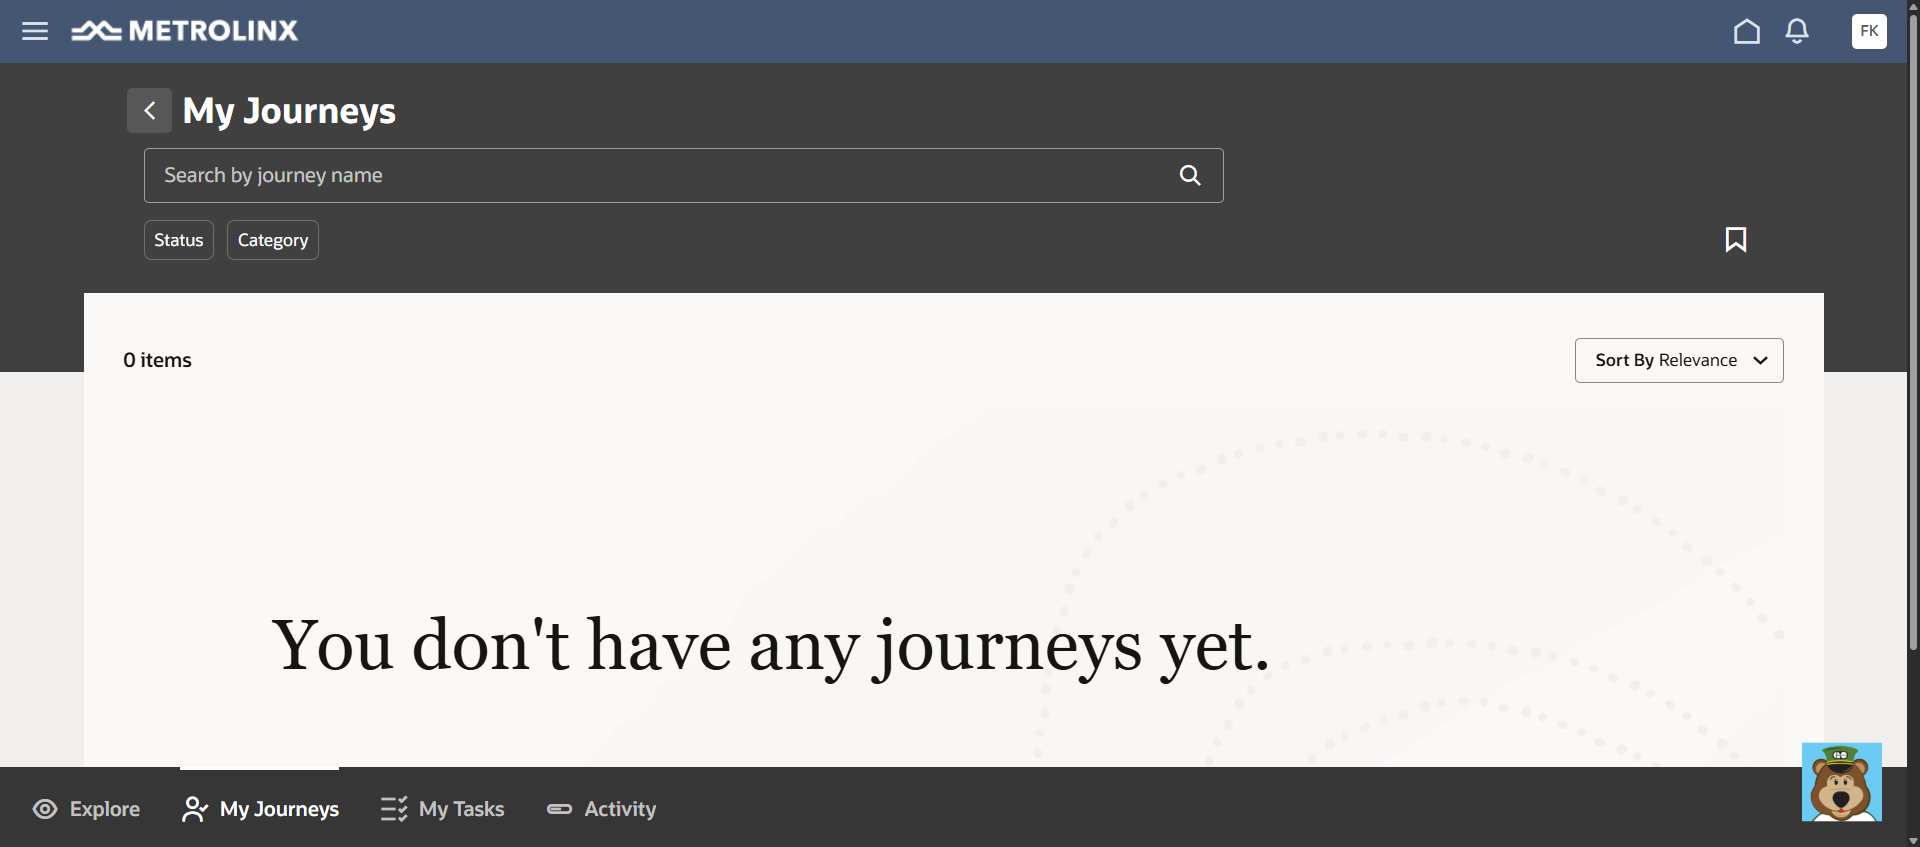 METROLINX
FK
My Journeys
Search by journey name
Status
Category
0 items
Sort By Relevance
You don't have any journeys yet.
Explore
My Journeys
My Tasks
Activity